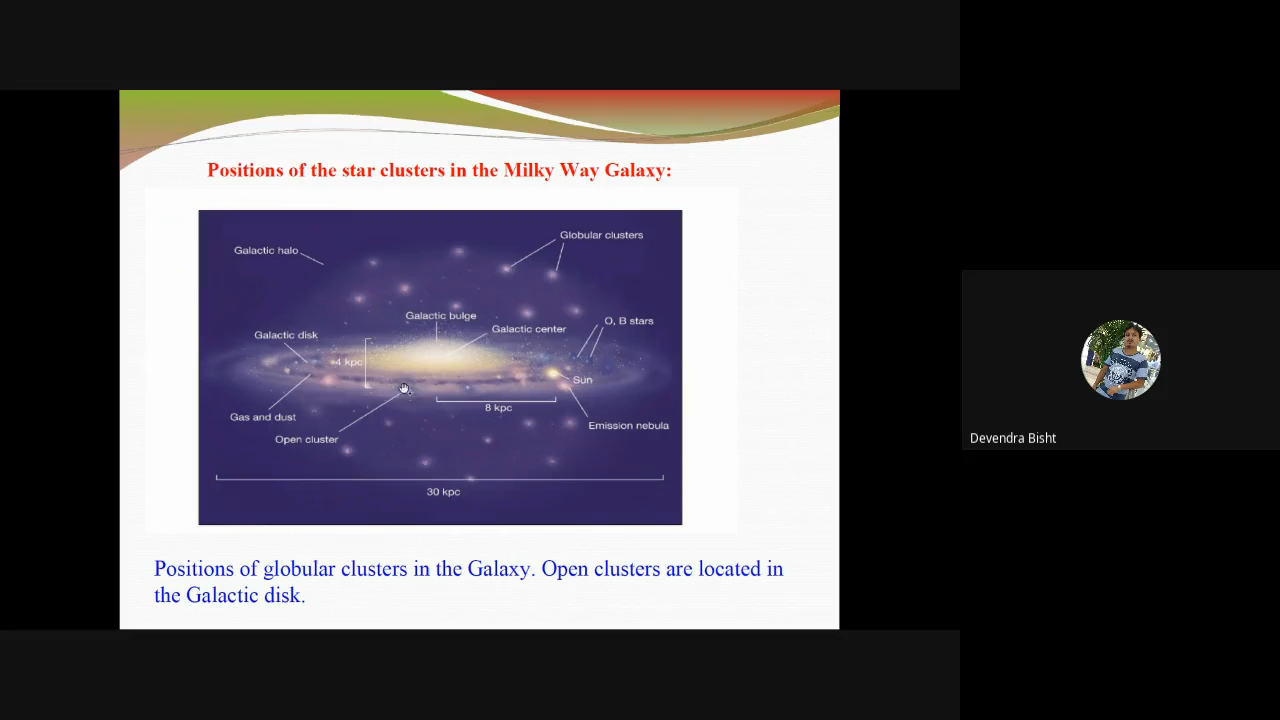 Positions of the star clusters in the Milky Way Galaxy:
Globular clusters
Galactic halo
Galactic bulge
O, B stars
Galactic center
Galactic disk
4 kpc
Sun
8 kpc
Gas and dust
Emission nebula
Open cluster
30 kpc
Positions of globular clusters in the Galaxy. Open clusters are located in
the Galactic disk.
Devendra Bisht